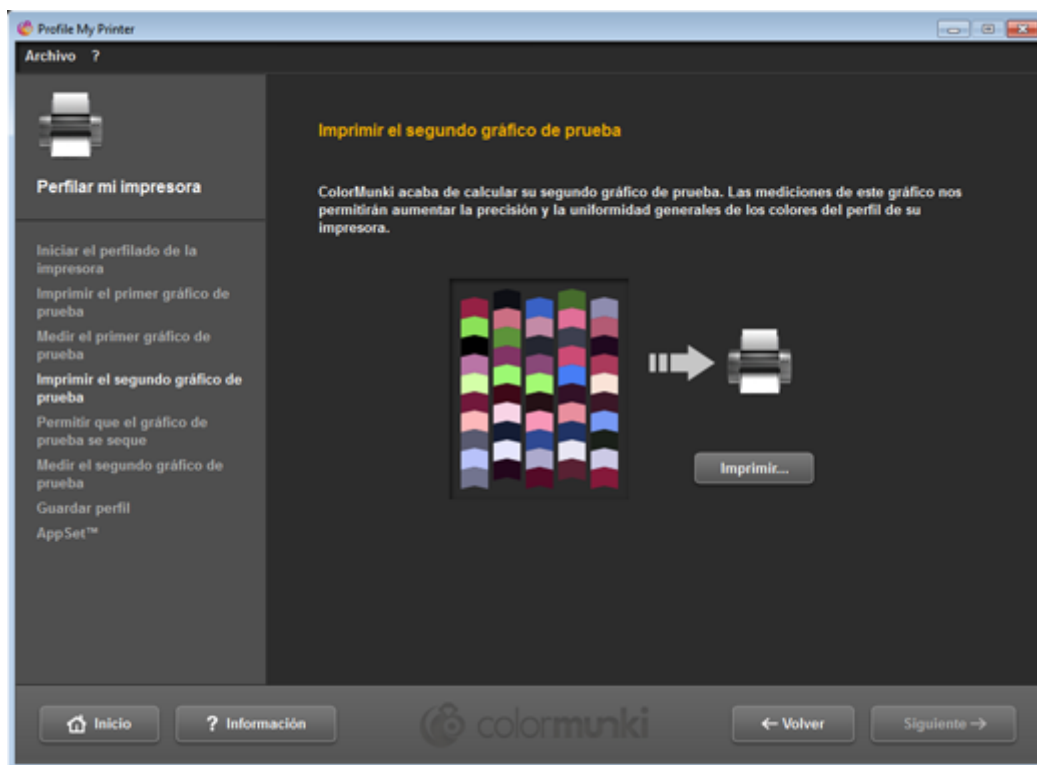 Profile My Printer
Archivo ?
Perfilar mi impresora
Iniciar el perfilado de la
impresora
Imprimir el primer gráfico de
prueba
Medir el primer gráfico de
prueba
Imprimir el segundo gráfico de
prueba
Permitir que el gráfico de
prueba se seque
Medir el segundo gráfico de
prueba
Guardar perfil
AppSet™
Imprimir el segundo gráfico de prueba
ColorMunki acaba de calcular su segundo gráfico de prueba. Las mediciones de este gráfico nos
permitirán aumentar la precisión y la uniformidad generales de los colores del perfil de su
impresora.
Imprimir...
Inicio
? Información
colormunki
← Volver
Siguiente →